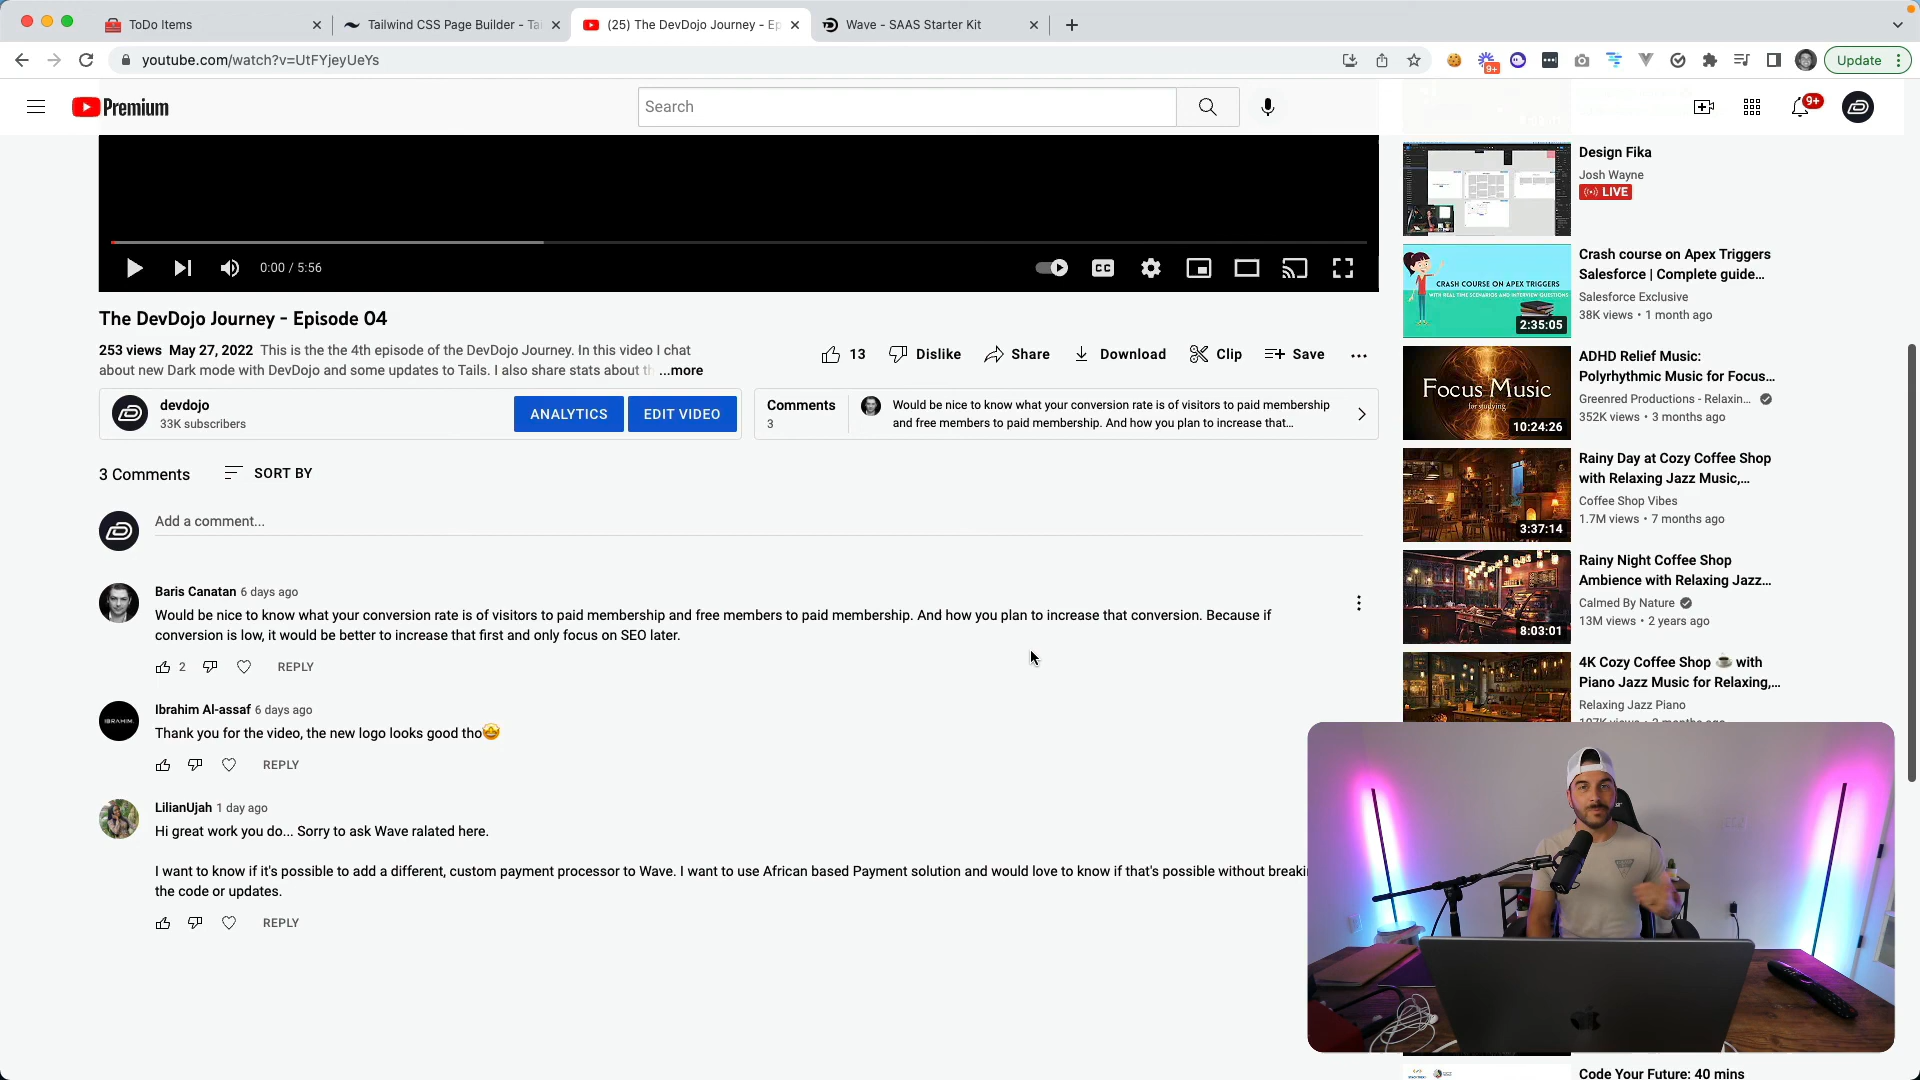 ToDo Items
Tailwind CSS Page Builder - Ta
(25) The DevDojo Journey - Ep
Wave - SAAS Starter Kit
youtube.com/watch?v=UtFYjeyUeYs
9+
Update
Premium
Search
9+
0:00 / 5:56
CC
The DevDojo Journey - Episode 04
253 views May 27, 2022 This is the the 4th episode of the DevDojo Journey. In this video I chat
about new Dark mode with DevDojo and some updates to Tails. I also share stats about th ...more
13
Dislike
Share
Download
Clip
Save
devdojo
33K subscribers
ANALYTICS
EDIT VIDEO
Comments
3
Would be nice to know what your conversion rate is of visitors to paid membership
and free members to paid membership. And how you plan to increase that...
3 Comments
SORT BY
Add a comment...
Baris Canatan 6 days ago
Would be nice to know what your conversion rate is of visitors to paid membership and free members to paid membership. And how you plan to increase that conversion. Because if
conversion is low, it would be better to increase that first and only focus on SEO later.
2
REPLY
IBRAHIM.
Ibrahim Al-assaf 6 days ago
Thank you for the video, the new logo looks good tho🤩
REPLY
LilianUjah 1 day ago
Hi great work you do... Sorry to ask Wave ralated here.
I want to know if it's possible to add a different, custom payment processor to Wave. I want to use African based Payment solution and would love to know if that's possible without breaki
the code or updates.
REPLY
Design Fika
Josh Wayne
LIVE
CRASH COURSE ON APEX TRIGGERS
WITH REAL TIME SCENARIOS AND INTERVIEW QUESTIONS
2:35:05
Crash course on Apex Triggers
Salesforce | Complete guide...
Salesforce Exclusive
38K views • 1 month ago
Focus Music
for studying
10:24:26
ADHD Relief Music:
Polyrhythmic Music for Focus...
Greenred Productions - Relaxin...
352K views • 3 months ago
3:37:14
Rainy Day at Cozy Coffee Shop
with Relaxing Jazz Music,...
Coffee Shop Vibes
1.7M views • 7 months ago
8:03:01
Rainy Night Coffee Shop
Ambience with Relaxing Jazz...
Calmed By Nature
13M views • 2 years ago
4K Cozy Coffee Shop ☕ with
Piano Jazz Music for Relaxing,...
Relaxing Jazz Piano
Code Your Future: 40 mins